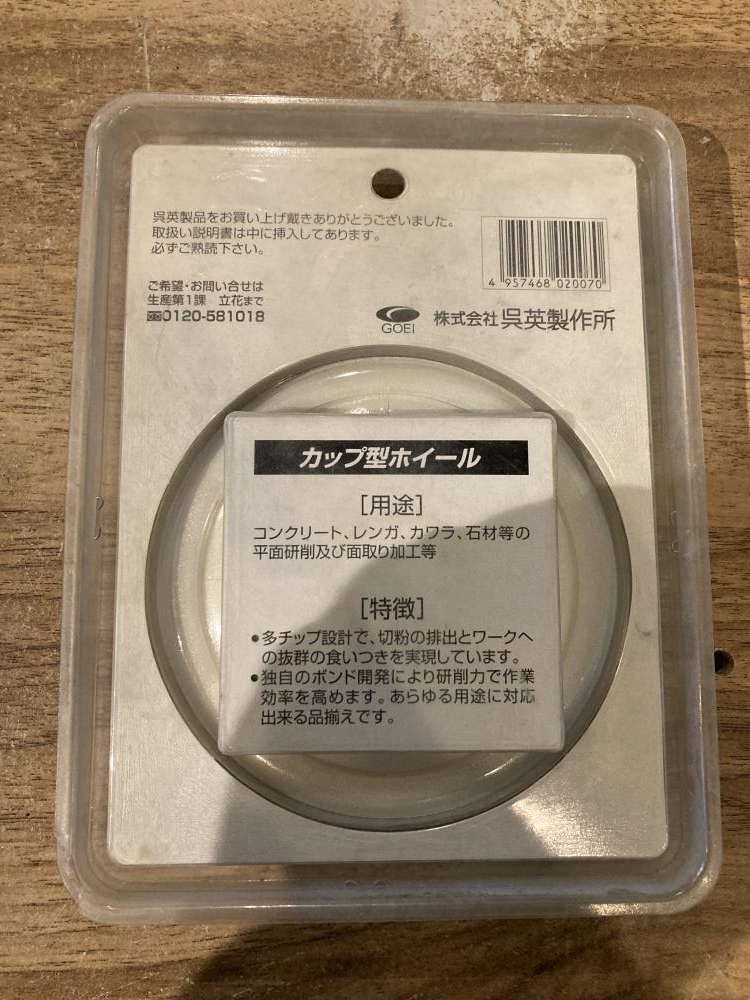 呉英製品をお買い上げ戴きありがとうございました。
取扱い説明書は中に挿入してあります。
必ずご熟読下さい。
4 957468 020070
ご希望・お問い合せは
生産第1課 立花まで
0120-581018
GOEI
株式会社 呉英製作所
カップ型ホイール
[用途]
コンクリート、レンガ、カワラ、石材等の
平面研削及び面取り加工等
[特徴]
●多チップ設計で、切粉の排出とワークへ
の抜群の食いつきを実現しています。
●独自のボンド開発により研削力で作業
効率を高めます。あらゆる用途に対応
出来る品揃えです。